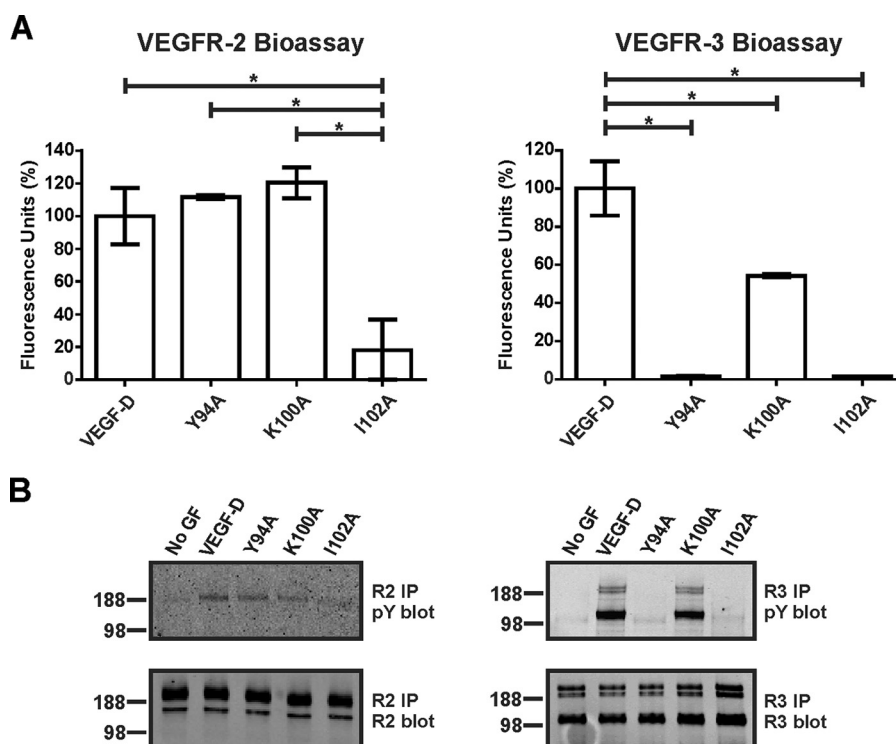 A
VEGFR-2 Bioassay
*
*
*
Fluorescence Units (%)
140
120
100
80
60
40
20
0
VEGF-D
Y94A
K100A
I102A
VEGFR-3 Bioassay
*
*
*
Fluorescence Units (%)
120
100
80
60
40
20
0
VEGF-D
Y94A
K100A
I102A
B
No GF
VEGF-D
Y94A
K100A
I102A
188
98
R2 IP
pY blot
188
98
R2 IP
R2 blot
No GF
VEGF-D
Y94A
K100A
I102A
188
98
R3 IP
pY blot
188
98
R3 IP
R3 blot